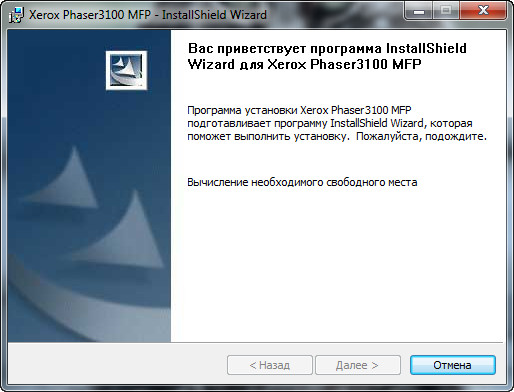 Xerox Phaser3100 MFP - InstallShield Wizard
Вас приветствует программа InstallShield
Wizard для Xerox Phaser3100 MFP
Программа установки Xerox Phaser3100 MFP
подготавливает программу InstallShield Wizard, которая
поможет выполнить установку. Пожалуйста, подождите.
Вычисление необходимого свободного места
< Назад
Далее >
Отмена